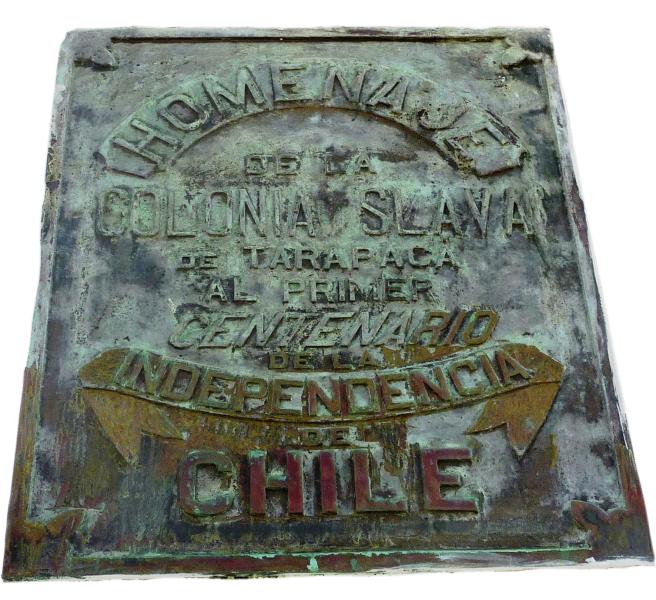 HOMENAJE
DE LA
COLONIA SLAVA
DE TARAPACA
AL PRIMER
CENTENARIO
DE LA
INDEPENDENCIA
DE
CHILE